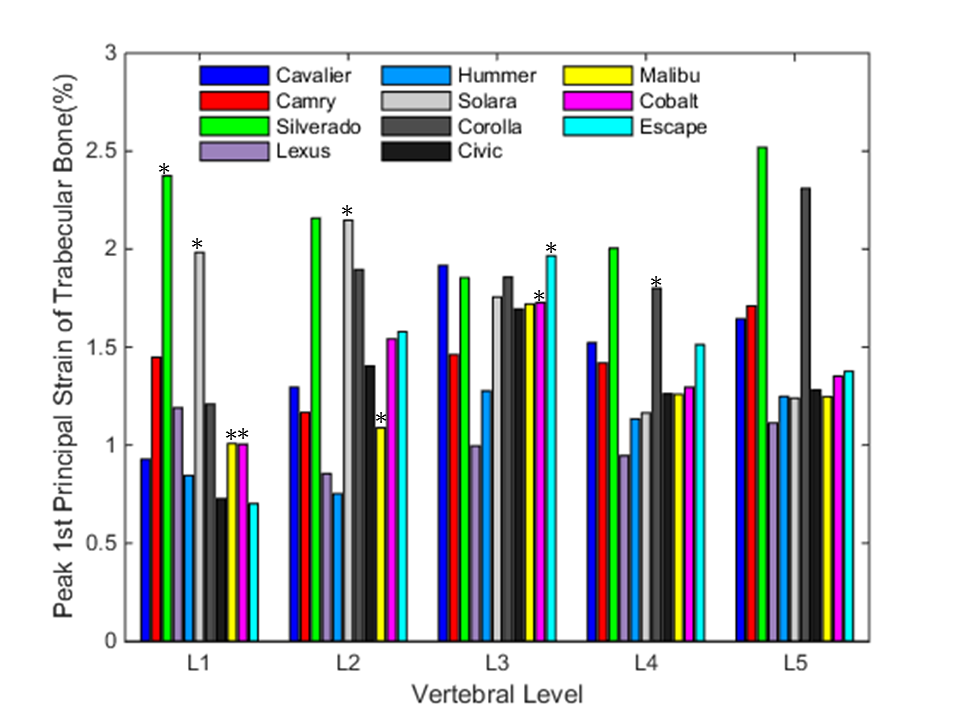 Peak 1st Principal Strain of Trabecular Bone(%)
3
2.5
2
1.5
1
0.5
0
Cavalier Hummer Malibu
Camry Solara Cobalt
Silverado Corolla Escape
Lexus Civic
*
*
**
*
*
*
*
*
L1 L2 L3 L4 L5
Vertebral Level